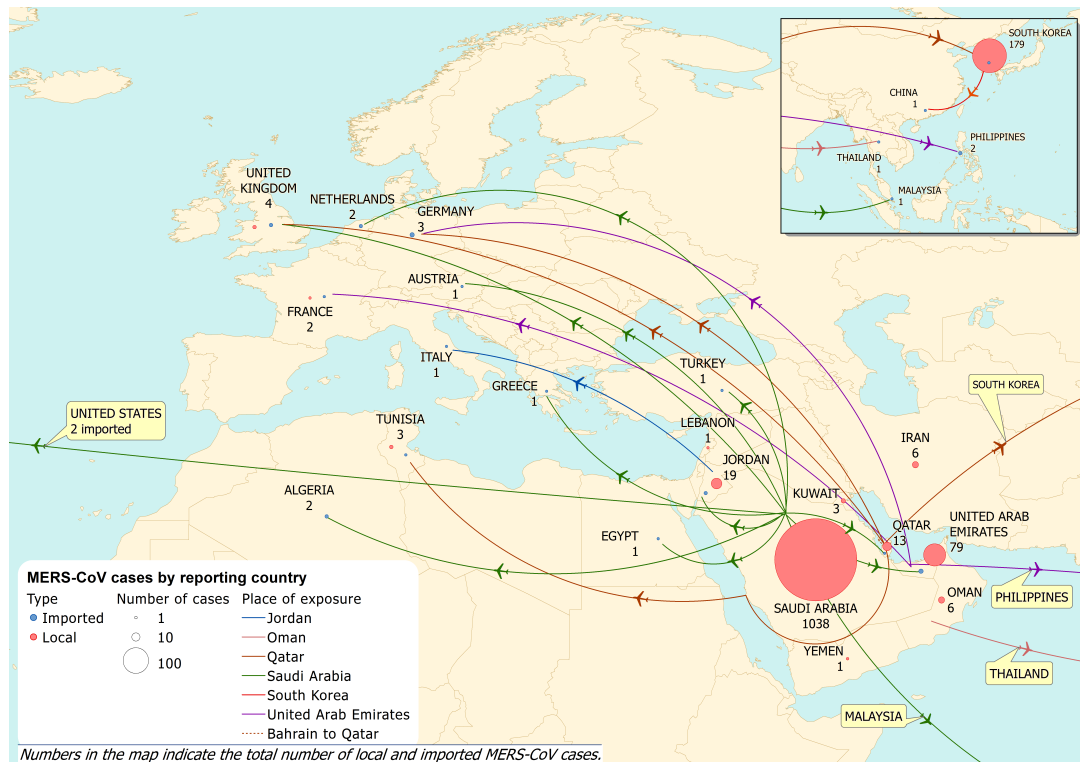 SOUTH KOREA
179
CHINA
1
PHILIPPINES
2
THAILAND
1
MALAYSIA
1
UNITED
KINGDOM
4
NETHERLANDS
2
GERMANY
3
AUSTRIA
1
FRANCE
2
ITALY
1
GREECE
1
TURKEY
1
SOUTH KOREA
UNITED STATES
2 imported
TUNISIA
3
LEBANON
1
JORDAN
19
IRAN
6
ALGERIA
2
KUWAIT
3
QATAR
13
UNITED ARAB
EMIRATES
79
EGYPT
1
PHILIPPINES
OMAN
6
SAUDI ARABIA
1038
YEMEN
1
THAILAND
MALAYSIA
MERS-CoV cases by reporting country
Type
Imported
Local
Number of cases
1
10
100
Place of exposure
Jordan
Oman
Qatar
Saudi Arabia
South Korea
United Arab Emirates
Bahrain to Qatar
Numbers in the map indicate the total number of local and imported MERS-CoV cases.